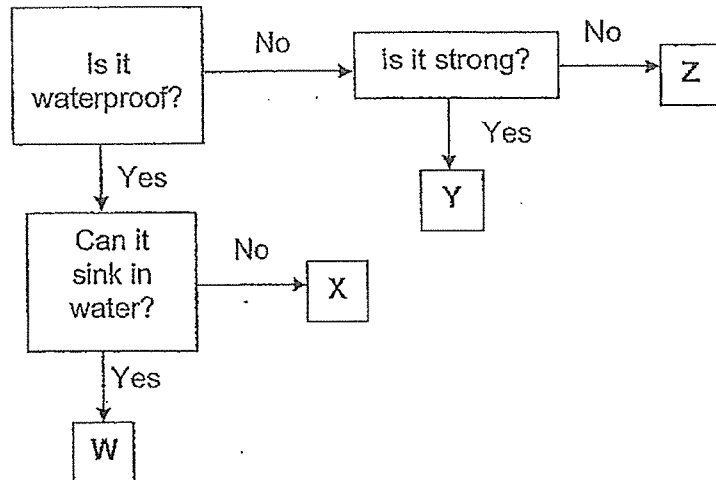 Is it
waterproof?
No
Is it strong?
No
Z
Yes
Yes
Y
Can it
sink in
water?
No
X
Yes
W